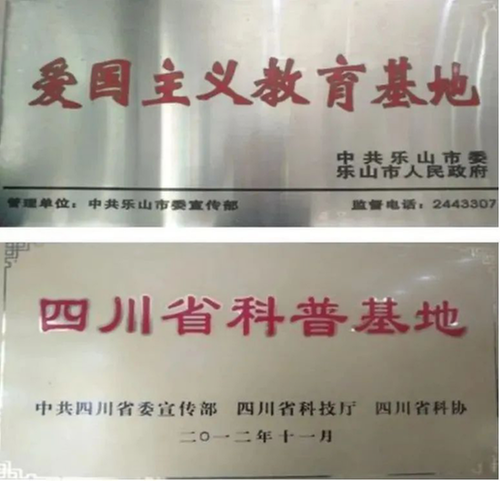 爱国主义教育基地
中共乐山市委
乐山市人民政府
管理单位：中共乐山市委宣传部 监督电话：2443307
四川省科普基地
中共四川省委宣传部 四川省科技厅 四川省科协
二〇一二年十一月